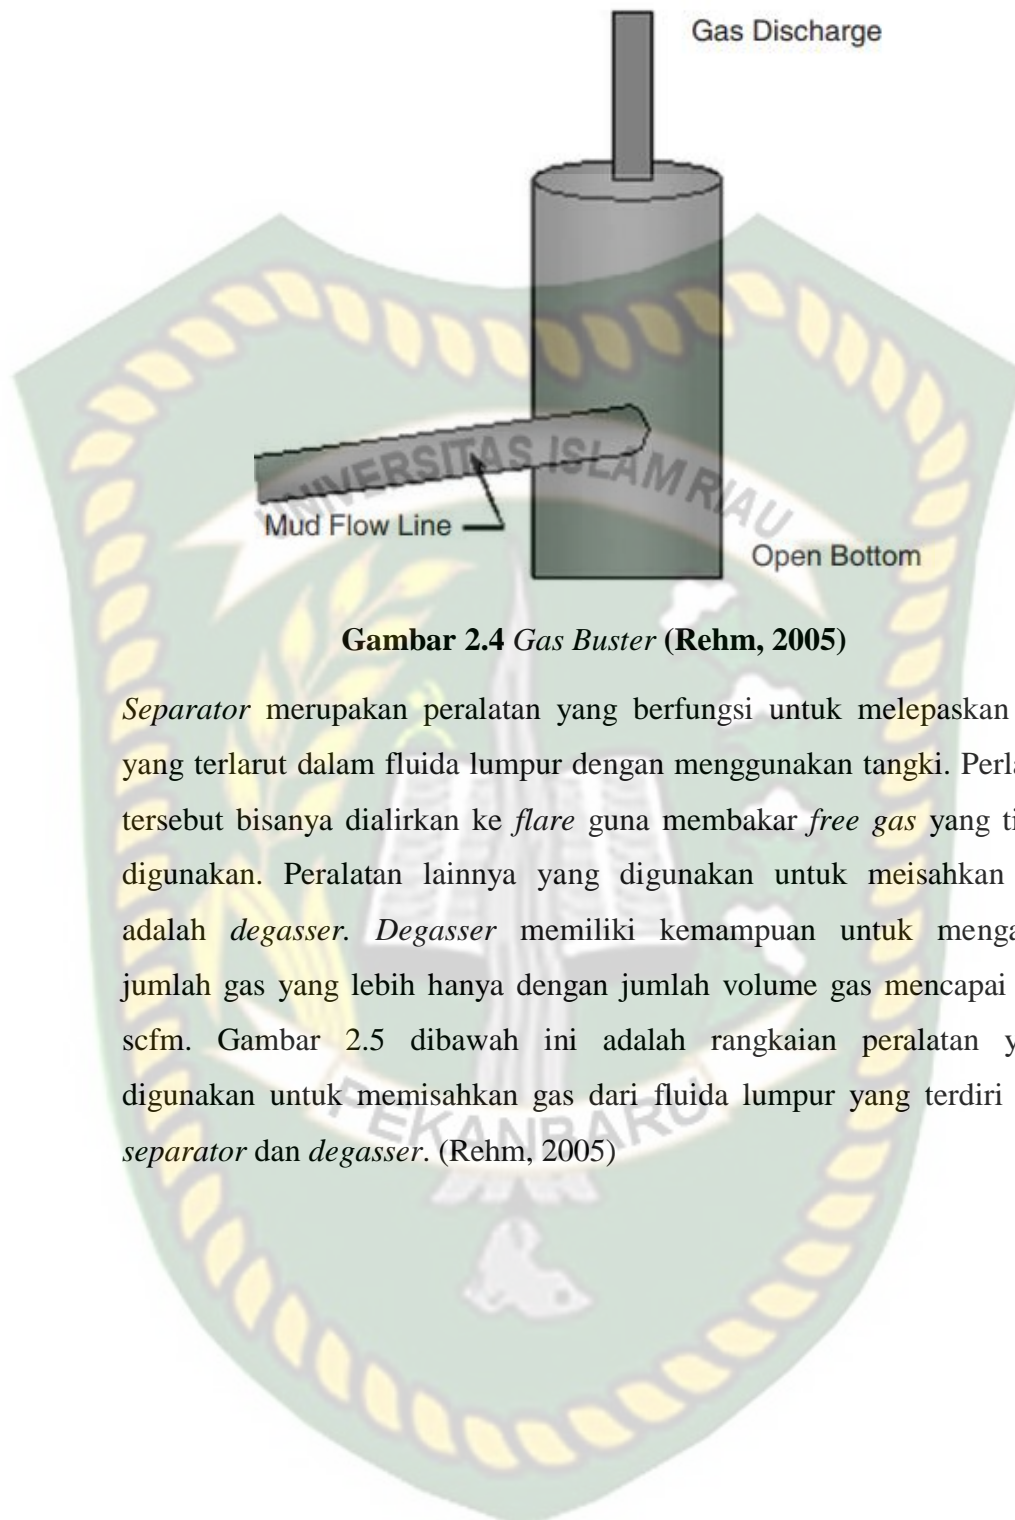 Gas Discharge
UNIVERSITAS ISLAM RIAU
Mud Flow Line
Open Bottom
Gambar 2.4 Gas Buster (Rehm, 2005)
Separator merupakan peralatan yang berfungsi untuk melepaskan
yang terlarut dalam fluida lumpur dengan menggunakan tangki. Perla
tersebut bisanya dialirkan ke flare guna membakar free gas yang ti
digunakan. Peralatan lainnya yang digunakan untuk meisahkan
adalah degasser. Degasser memiliki kemampuan untuk menga
jumlah gas yang lebih hanya dengan jumlah volume gas mencapai
scfm. Gambar 2.5 dibawah ini adalah rangkaian peralatan y
digunakan untuk memisahkan gas dari fluida lumpur yang terdiri
PEKANBARU
separator dan degasser. (Rehm, 2005)